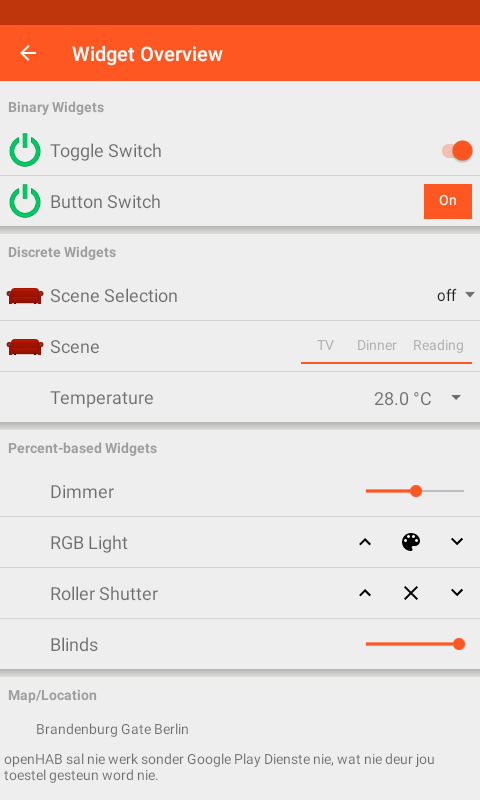 Widget Overview
Binary Widgets
Toggle Switch
Button Switch
On
Discrete Widgets
Scene Selection
off
Scene
TV
Dinner
Reading
Temperature
28.0 °C
Percent-based Widgets
Dimmer
RGB Light
Roller Shutter
Blinds
Map/Location
Brandenburg Gate Berlin
openHAB sal nie werk sonder Google Play Dienste nie, wat nie deur jou
toestel gesteun word nie.